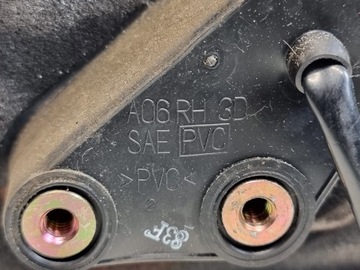 A06 RH 3D
SAE PVC
>PVC<
2